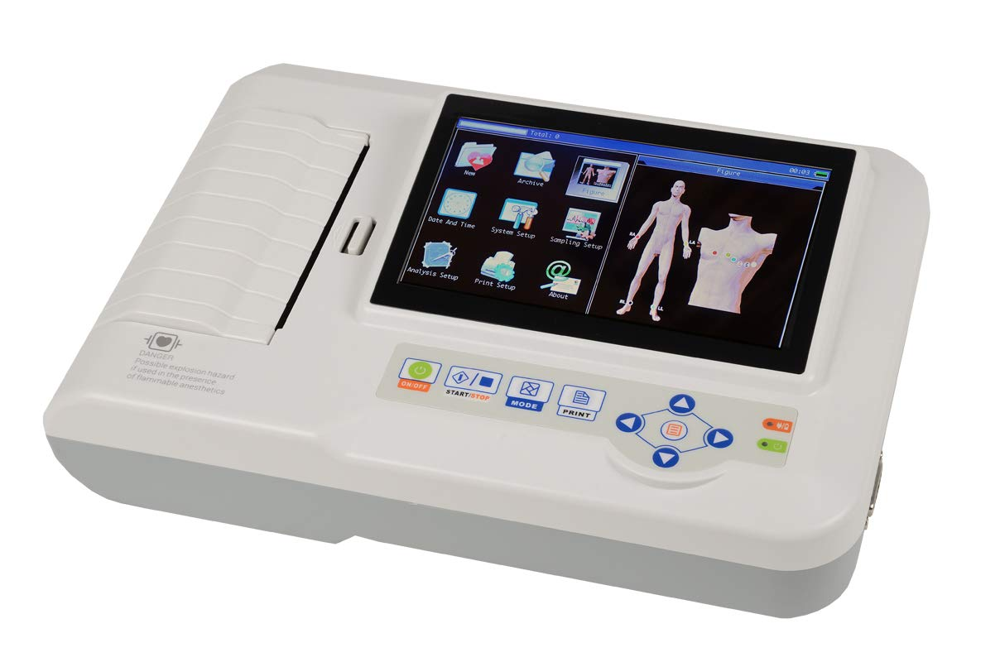 Total: 0
Figure 00:03
New
Archive
Figure
Date And Time
System Setup
Sampling Setup
Analysis Setup
Print Setup
@
About
RA
LA
RL
LL
DANGER
Possible explosion hazard
if used in the presence
of flammable anesthetics
ON/OFF
START/STOP
MODE
PRINT